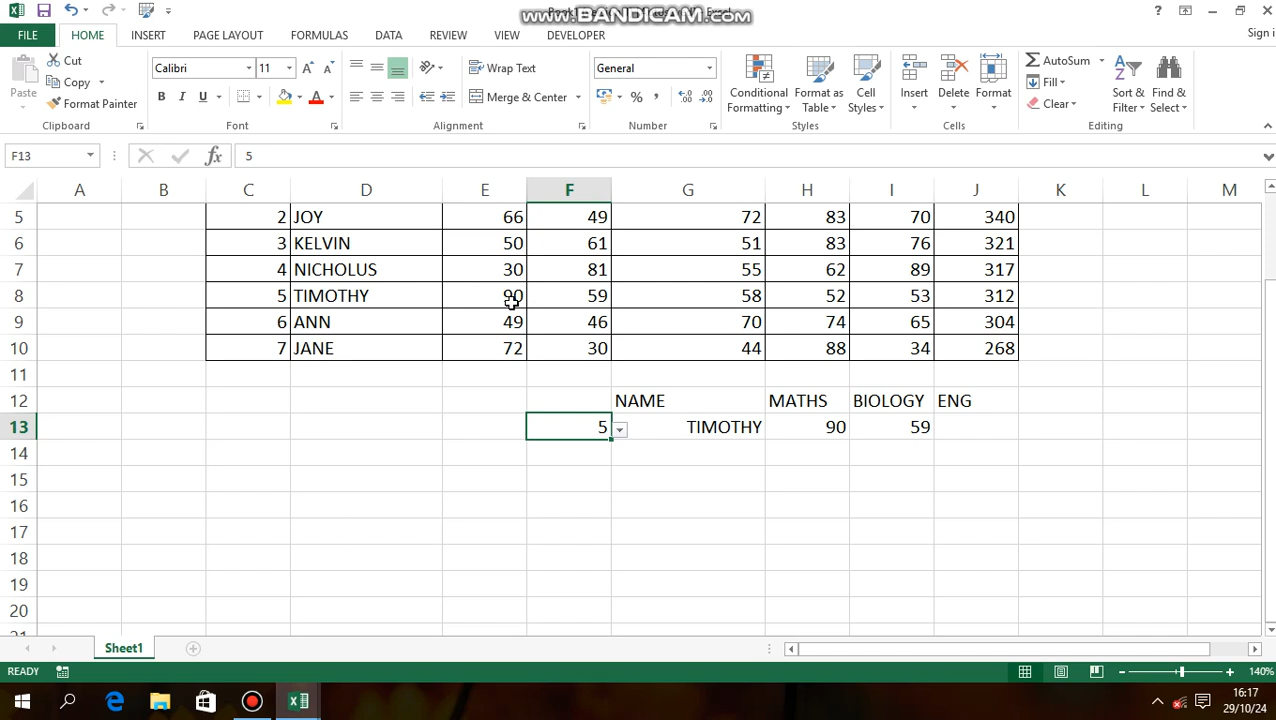 www.BANDICAM.com
Sign i
FILE HOME INSERT PAGE LAYOUT FORMULAS DATA REVIEW VIEW DEVELOPER
Cut
Copy
Format Painter
Paste
Clipboard
Calibri 11
B I U
Font
Wrap Text
Merge & Center
Alignment
General
Number
Conditional Formatting
Format as Table
Cell Styles
Styles
Insert Delete Format
Cells
AutoSum
Fill
Clear
Sort & Filter
Find & Select
Editing
F13 fx 5
A B C D E F G H I J K L M
5 2 JOY 66 49 72 83 70 340
6 3 KELVIN 50 61 51 83 76 321
7 4 NICHOLUS 30 81 55 62 89 317
8 5 TIMOTHY 90 59 58 52 53 312
9 6 ANN 49 46 70 74 65 304
10 7 JANE 72 30 44 88 34 268
11
12 NAME MATHS BIOLOGY ENG
13 5 TIMOTHY 90 59
14
15
16
17
18
19
20
Sheet1
READY 140%
16:17
29/10/24